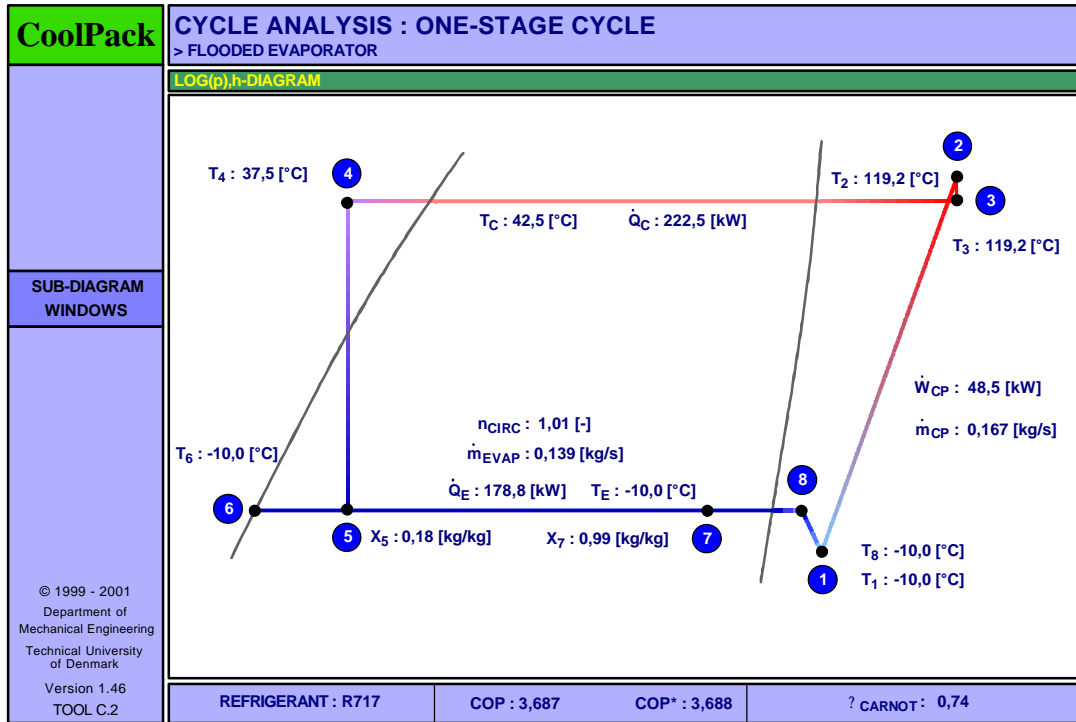 CoolPack
CYCLE ANALYSIS : ONE-STAGE CYCLE
> FLOODED EVAPORATOR
LOG(p),h-DIAGRAM
SUB-DIAGRAM
WINDOWS
© 1999 - 2001
Department of
Mechanical Engineering
Technical University
of Denmark
Version 1.46
TOOL C.2
2
T2 : 119,2 [°C]
T4 : 37,5 [°C]
4
3
TC : 42,5 [°C]
Q̇C : 222,5 [kW]
T3 : 119,2 [°C]
ẆCP : 48,5 [kW]
nCIRC : 1,01 [-]
ṁCP : 0,167 [kg/s]
T6 : -10,0 [°C]
ṁEVAP : 0,139 [kg/s]
Q̇E : 178,8 [kW]
TE : -10,0 [°C]
8
6
5
X5 : 0,18 [kg/kg]
X7 : 0,99 [kg/kg]
7
1
T8 : -10,0 [°C]
T1 : -10,0 [°C]
REFRIGERANT : R717
COP : 3,687
COP* : 3,688
? CARNOT : 0,74